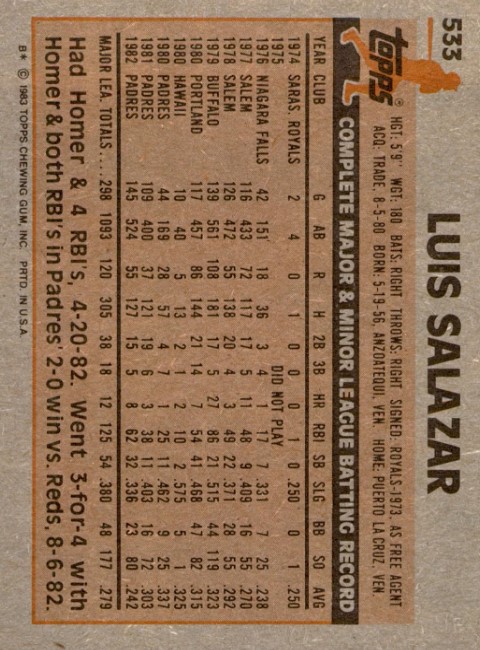 533
LUIS SALAZAR
Topps®
HGT: 5'9" WGT: 180 BATS: RIGHT THROWS: RIGHT SIGNED: ROYALS-1973 AS FREE AGENT
ACQ: TRADE, 8-5-80 BORN: 5-19-56, ANZOATEQUI, VEN. HOME: PUERTO LA CRUZ, VEN.
COMPLETE MAJOR & MINOR LEAGUE BATTING RECORD
YEAR CLUB G AB R H 2B 3B HR RBI SB SLG BB SO AVG
1974 SARAS. ROYALS 2 4 0 1 0 0 0 1 0 .250 0 1 .250
1975 DID NOT PLAY
1976 NIAGARA FALLS 42 151 18 36 3 4 1 17 7 .331 7 25 .238
1977 SALEM 116 433 72 117 17 5 11 48 9 .409 16 55 .270
1978 SALEM 126 472 55 138 20 4 3 49 22 .371 28 55 .292
1979 BUFFALO 139 561 108 181 17 5 27 86 21 .515 44 119 .323
1980 PORTLAND 117 457 86 144 21 14 7 54 41 .468 47 82 .315
1980 HAWAII 10 40 5 13 2 1 2 10 2 .575 5 1 .325
1980 PADRES 44 169 28 57 4 7 1 25 11 .462 9 25 .337
1981 PADRES 109 400 37 121 19 6 3 38 11 .403 16 72 .303
1982 PADRES 145 524 55 127 15 5 8 62 32 .336 23 80 .242
MAJOR LEA. TOTALS .... 298 1093 120 305 38 18 12 125 54 .380 48 177 .279
Had Homer & 4 RBI's, 4-20-82. Went 3-for-4 with
Homer & both RBI's in Padres' 2-0 win vs. Reds, 8-6-82.
B* © 1983 TOPPS CHEWING GUM, INC. PRTD. IN U.S.A.